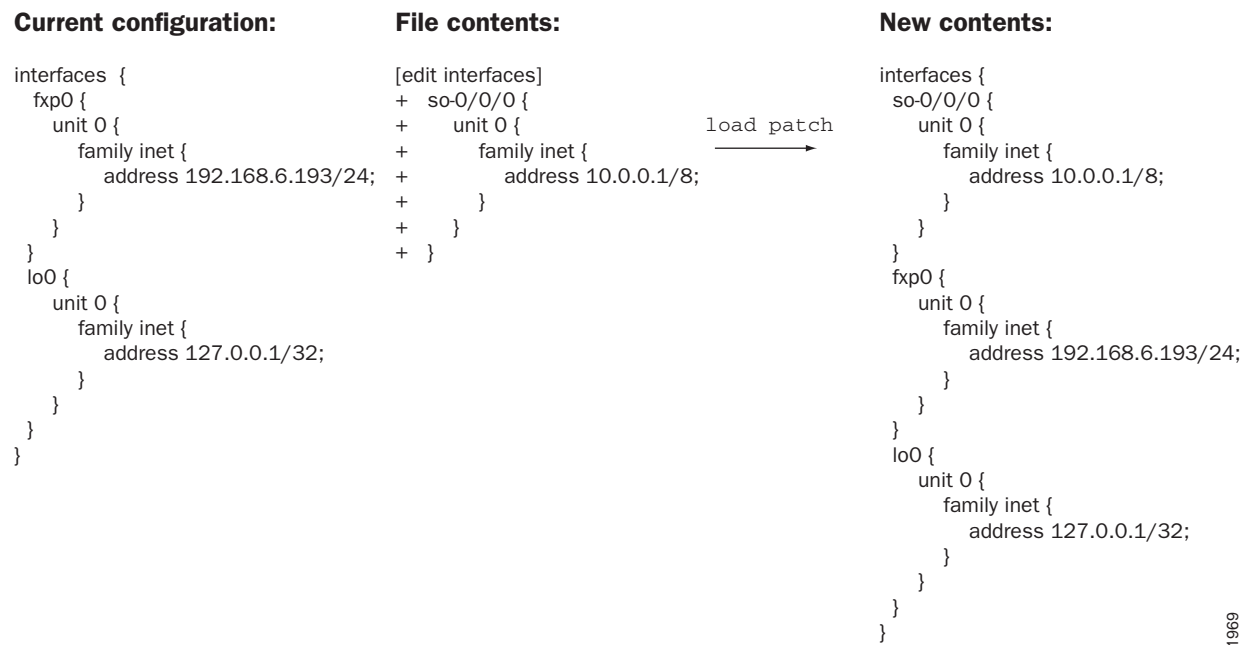 Current configuration:
interfaces {
fxp0 {
unit 0 {
family inet {
address 192.168.6.193/24;
}
}
}
lo0 {
unit 0 {
family inet {
address 127.0.0.1/32;
}
}
}
}
File contents:
[edit interfaces]
+ so-0/0/0 {
+ unit 0 {
+ family inet {
+ address 10.0.0.1/8;
+ }
+ }
+ }
load patch
New contents:
interfaces {
so-0/0/0 {
unit 0 {
family inet {
address 10.0.0.1/8;
}
}
}
fxp0 {
unit 0 {
family inet {
address 192.168.6.193/24;
}
}
}
lo0 {
unit 0 {
family inet {
address 127.0.0.1/32;
}
}
}
}
1969